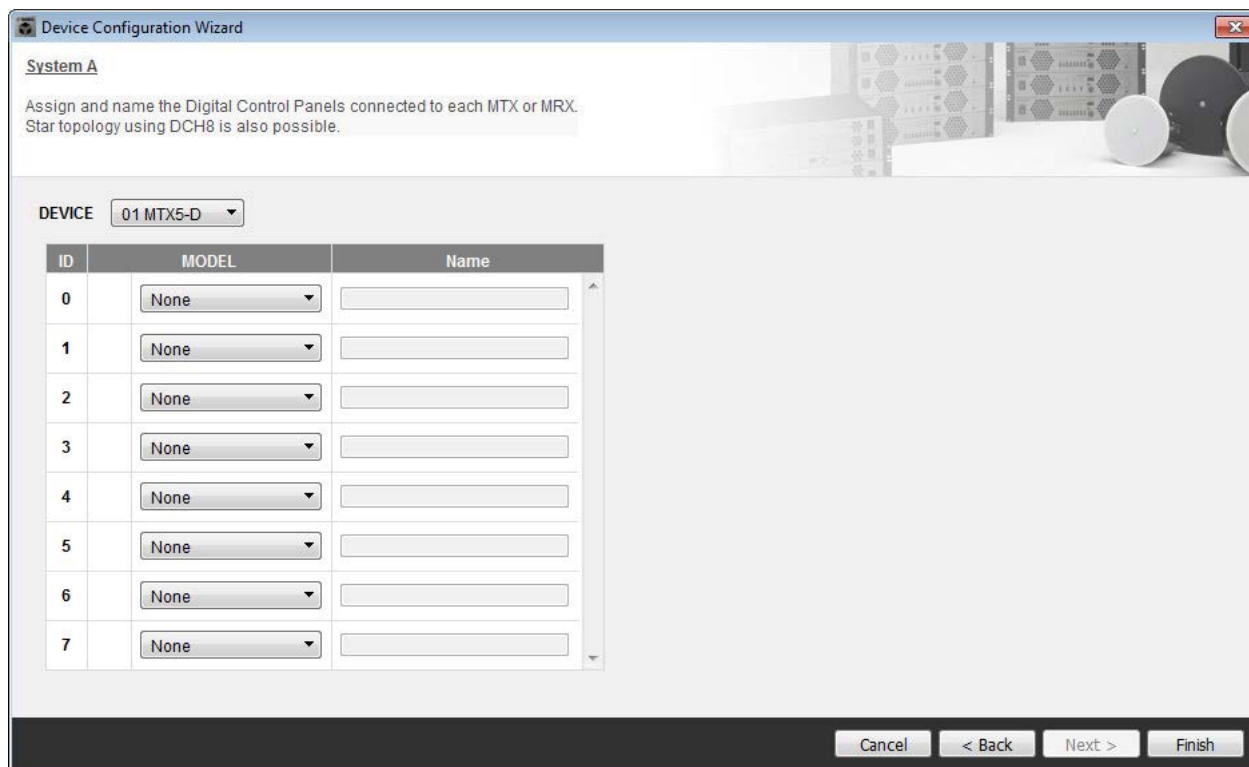 Device Configuration Wizard
System A
Assign and name the Digital Control Panels connected to each MTX or MRX.
Star topology using DCH8 is also possible.
DEVICE 01 MTX5-D
ID MODEL Name
0 None
1 None
2 None
3 None
4 None
5 None
6 None
7 None
Cancel < Back Next > Finish